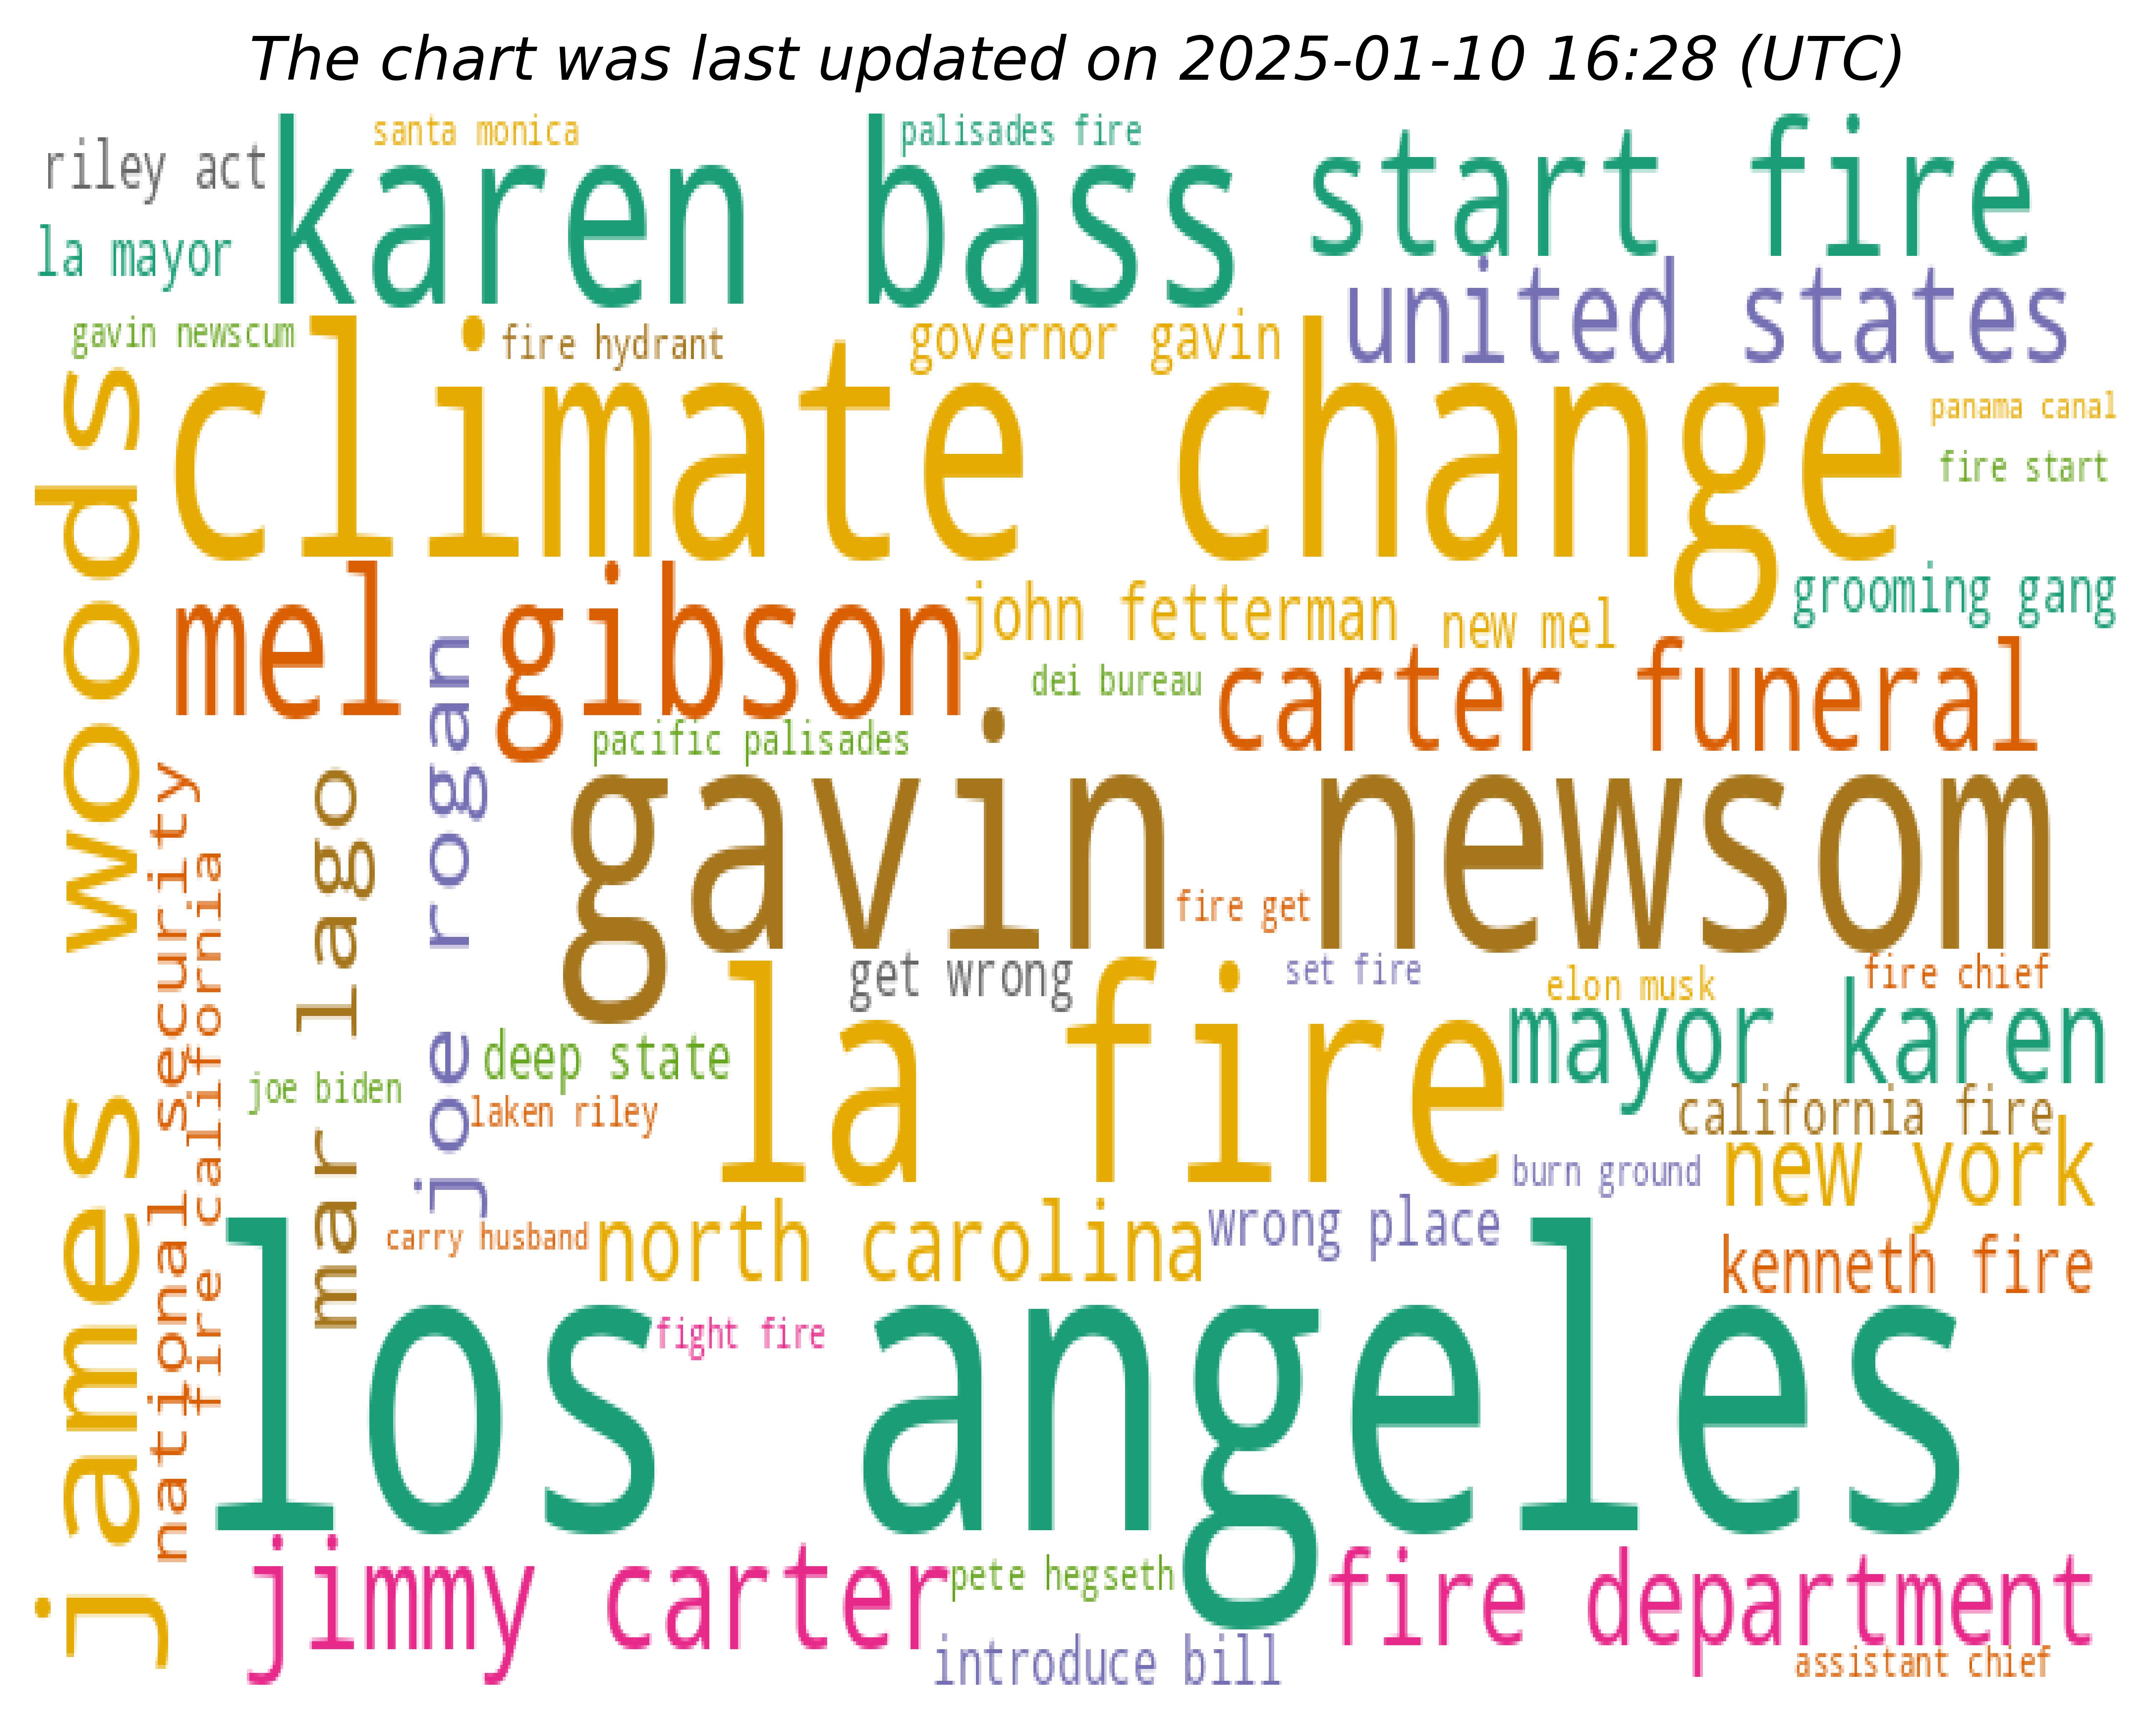 The chart was last updated on 2025-01-10 16:28 (UTC)
santa monica
palisades fire
riley act
karen bass
start fire
la mayor
united states
gavin newscum
fire hydrant
governor gavin
climate change
panama canal
fire start
james woods
mel gibson
john fetterman
new mel
grooming gang
dei bureau
carter funeral
pacific palisades
joe rogan
mar lago
national security
fire california
gavin newsom
fire get
get wrong
set fire
elon musk
fire chief
la fire
mayor karen
deep state
joe biden
laken riley
california fire
new york
burn ground
carry husband
north carolina
wrong place
kenneth fire
los angeles
fight fire
jimmy carter
pete hegseth
fire department
introduce bill
assistant chief